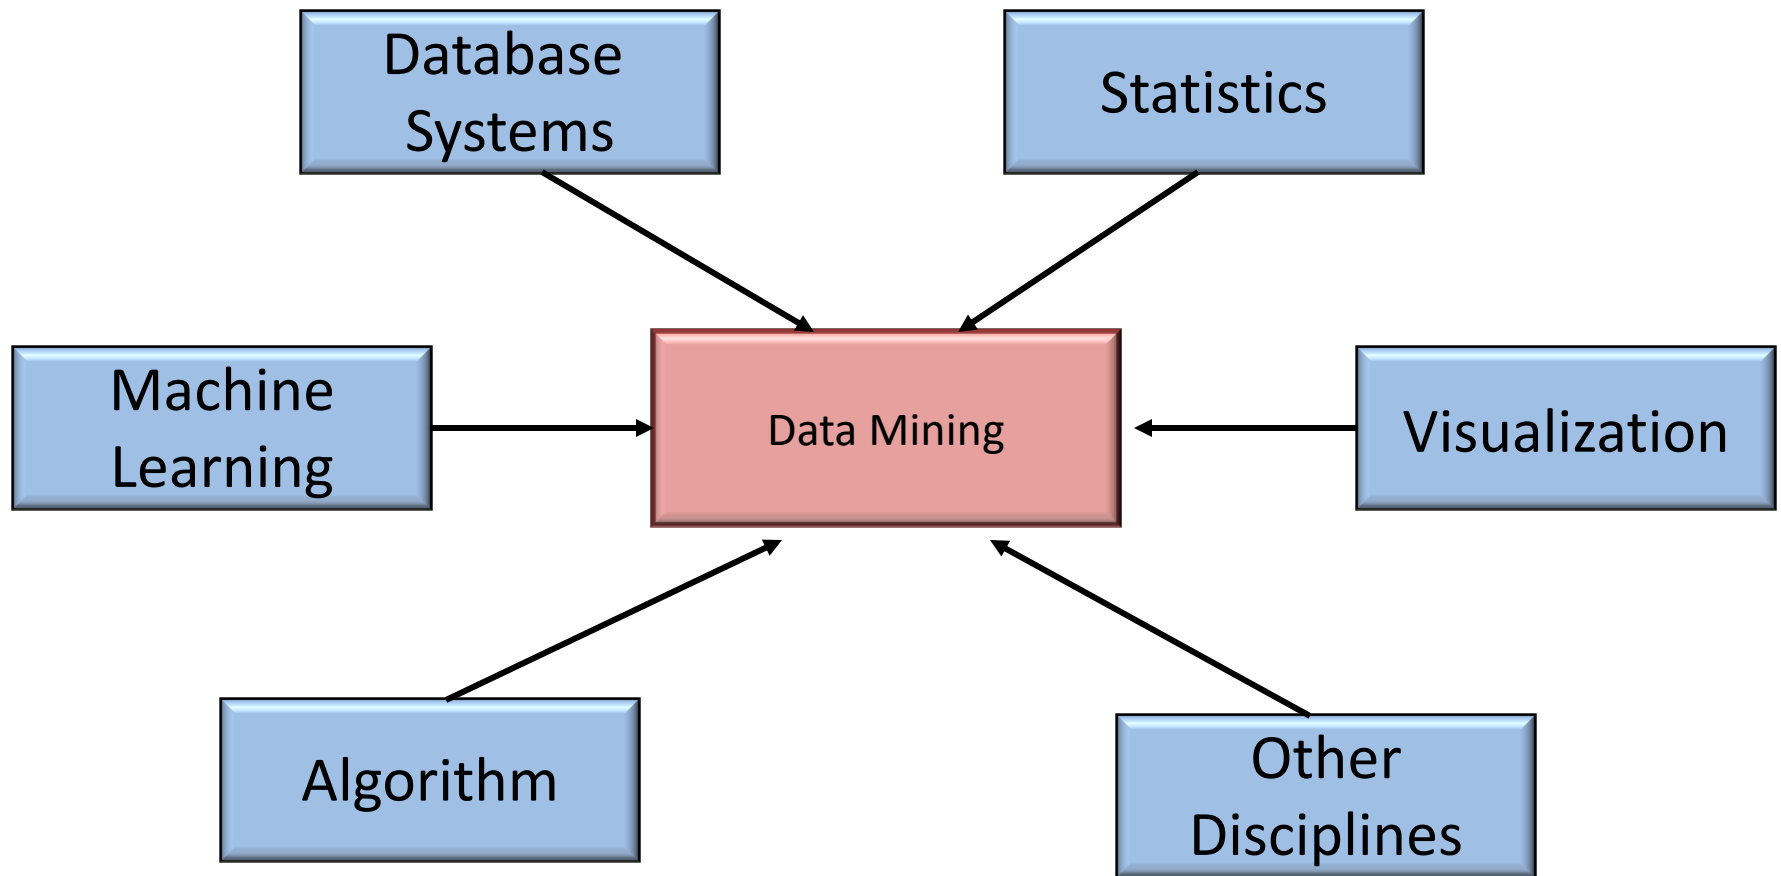 Database
Systems
Statistics
Machine
Learning
Data Mining
Visualization
Algorithm
Other
Disciplines